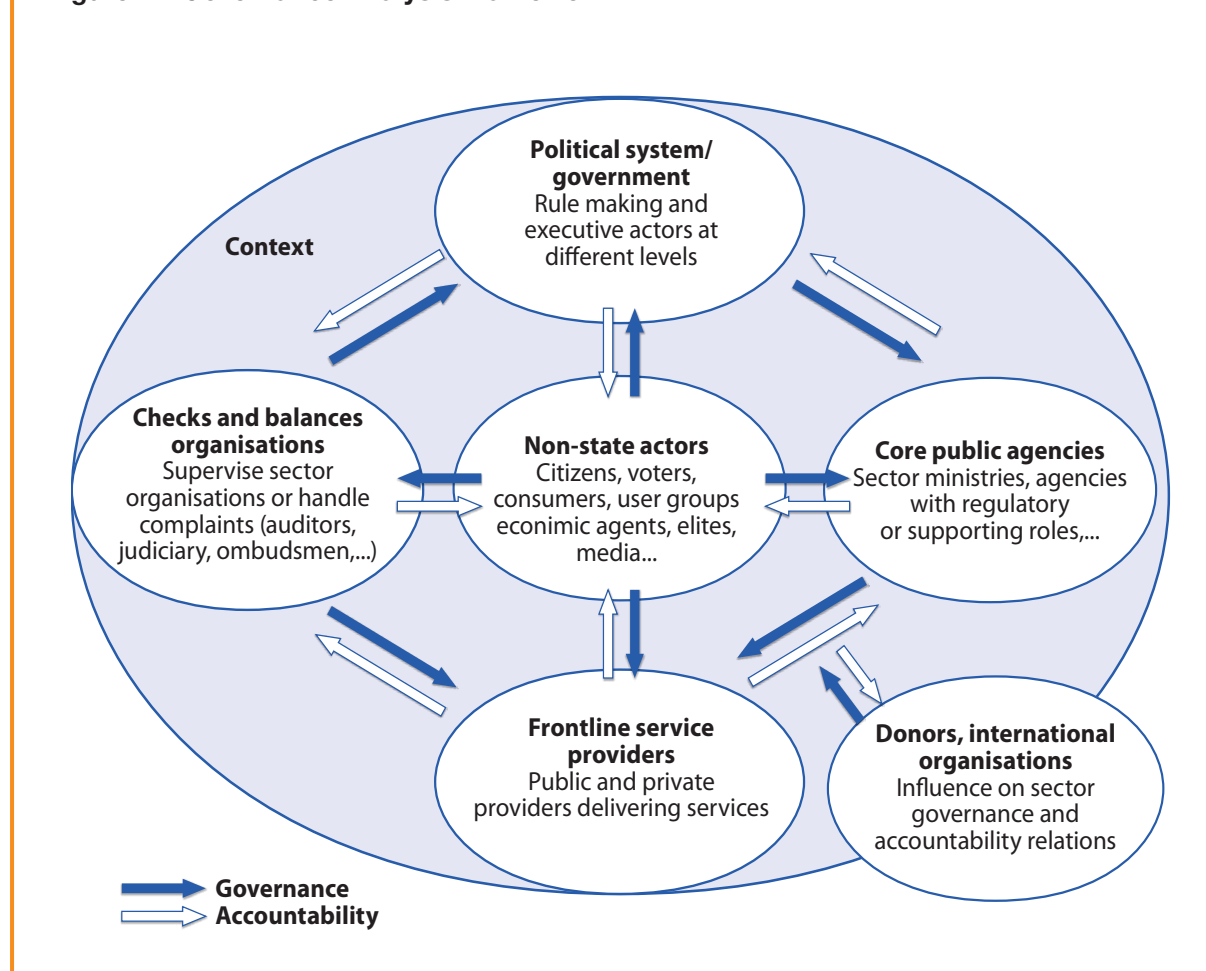 Political system/
government
Rule making and
executive actors at
different levels
Context
Checks and balances
organisations
Supervise sector
organisations or handle
complaints (auditors,
judiciary, ombudsmen,...)
Non-state actors
Citizens, voters,
consumers, user groups
econimic agents, elites,
media...
Core public agencies
Sector ministries, agencies
with regulatory
or supporting roles,...
Frontline service
providers
Public and private
providers delivering services
Donors, international
organisations
Influence on sector
governance and
accountability relations
Governance
Accountability